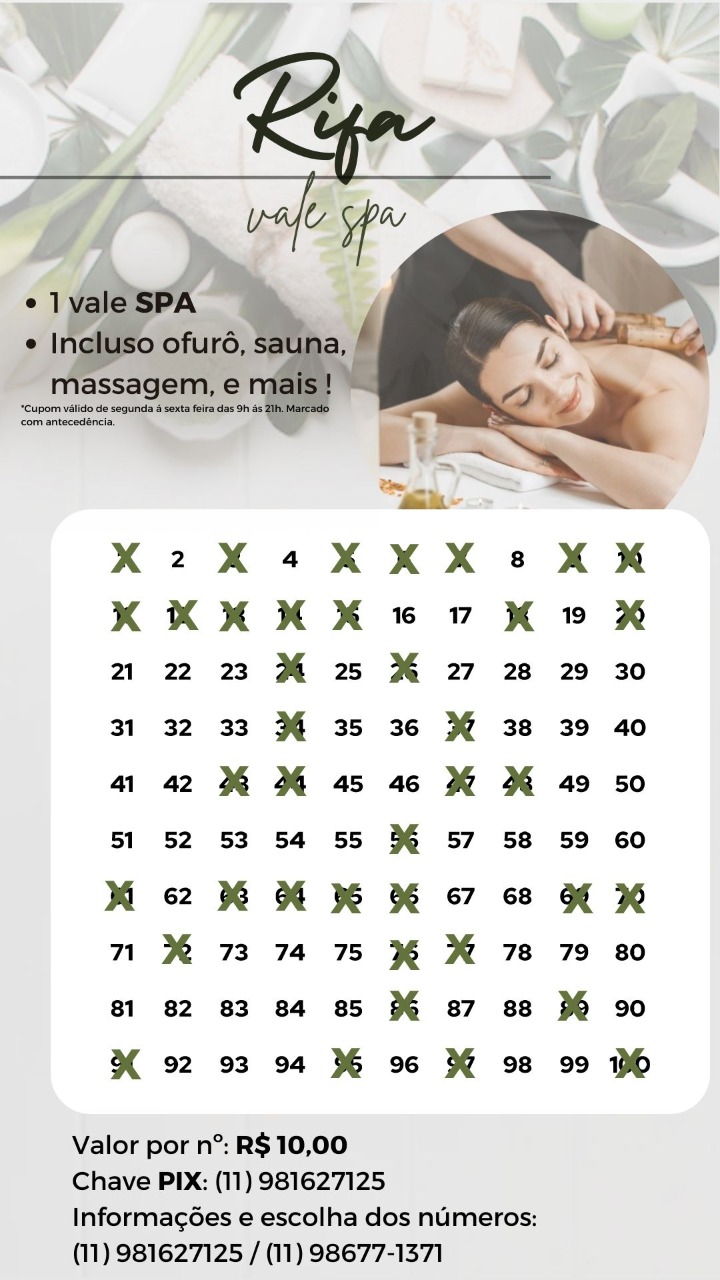 Rifa
vale spa
• 1 vale SPA
• Incluso ofurô, sauna,
massagem, e mais !
*Cupom válido de segunda á sexta feira das 9h ás 21h. Marcado
com antecedência.
X 2 X 4 X X X 8 X X
X X X X X 16 17 X 19 X
21 22 23 X 25 X 27 28 29 30
31 32 33 X 35 36 X 38 39 40
41 42 X X 45 46 X X 49 50
51 52 53 54 55 X 57 58 59 60
X 62 X X X X 67 68 X X
71 X 73 74 75 X X 78 79 80
81 82 83 84 85 X 87 88 X 90
X 92 93 94 X 96 X 98 99 X
Valor por nº: R$ 10,00
Chave PIX: (11) 981627125
Informações e escolha dos números:
(11) 981627125 / (11) 98677-1371